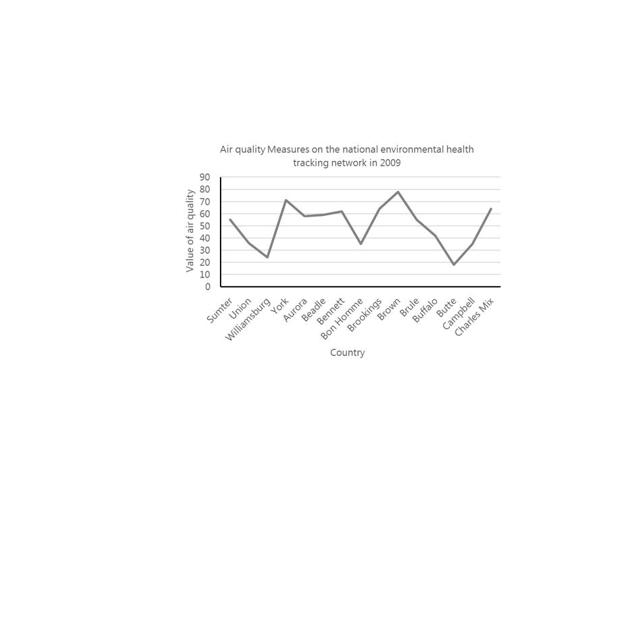 Air quality Measures on the national environmental health
tracking network in 2009
Value of air quality
90
80
70
60
50
40
30
20
10
0
Sumter
Union
Williamsburg
York
Aurora
Beadle
Bennett
Bon Homme
Brookings
Brown
Brule
Buffalo
Butte
Campbell
Charles Mix
Country